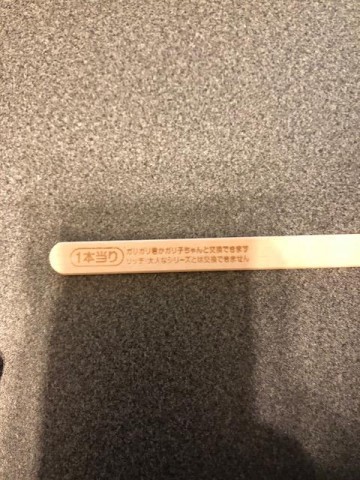 1本当り
ガリガリ君かガリ子ちゃんと交換できます
リッチ・大人なシリーズとは交換できません